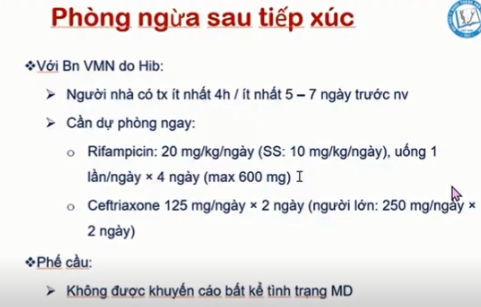 Phòng ngừa sau tiếp xúc
❖Với Bn VMN do Hib:
➢ Người nhà có tx ít nhất 4h / ít nhất 5 – 7 ngày trước nv
➢ Cần dự phòng ngay:
o Rifampicin: 20 mg/kg/ngày (SS: 10 mg/kg/ngày), uống 1
lần/ngày × 4 ngày (max 600 mg)
o Ceftriaxone 125 mg/ngày × 2 ngày (người lớn: 250 mg/ngày ×
2 ngày)
❖Phế cầu:
➢ Không được khuyến cáo bất kể tình trạng MD